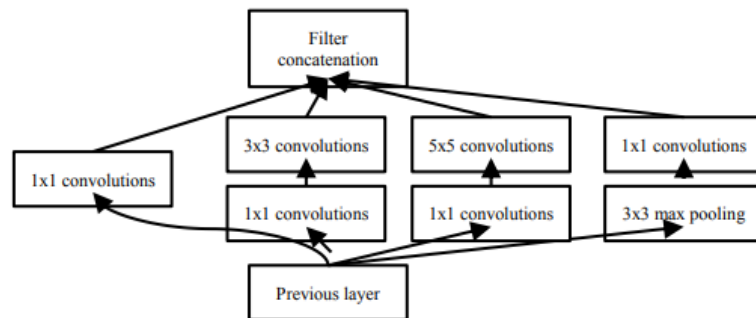 Filter
concatenation
3x3 convolutions
5x5 convolutions
1x1 convolutions
1x1 convolutions
1x1 convolutions
1x1 convolutions
3x3 max pooling
Previous layer